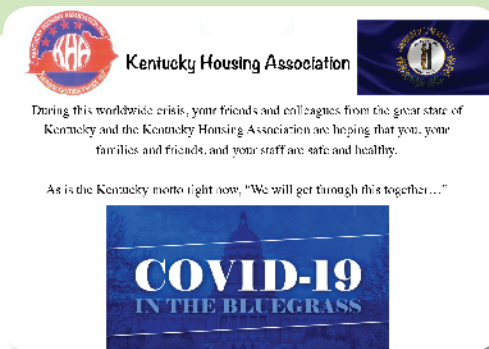 KHA
Kentucky Housing Association
During this worldwide crisis, your friends and colleagues from the great state of
Kentucky and the Kentucky Housing Association are hoping that you, your
families and friends, and your staff are safe and healthy.
As is the Kentucky motto right now, "We will get through this together…"
COVID-19
IN THE BLUEGRASS